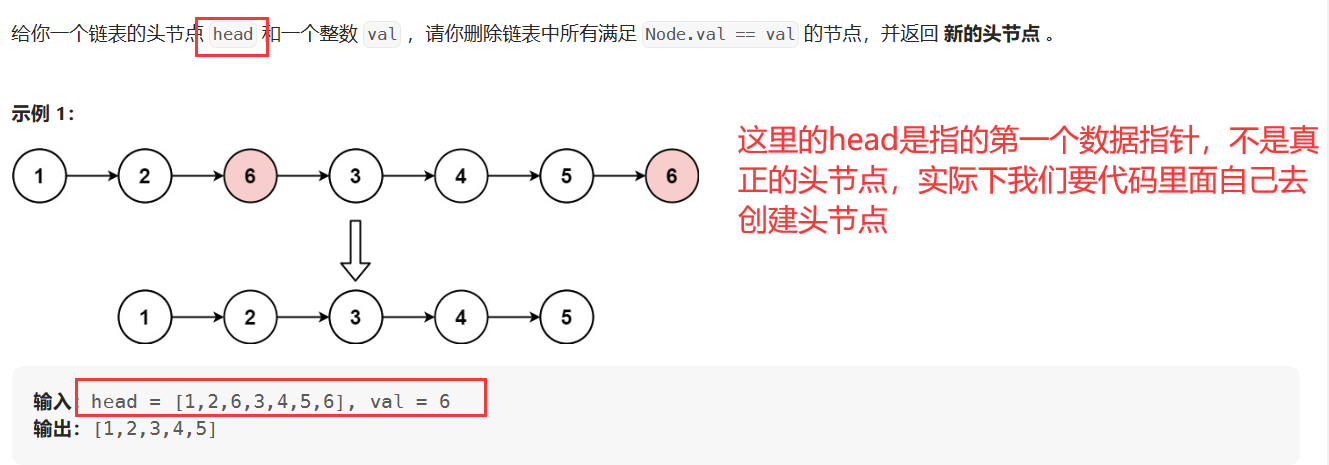 给你一个链表的头节点 head 和一个整数 val ，请你删除链表中所有满足 Node.val == val 的节点，并返回 新的头节点 。
示例 1：
1 2 6 3 4 5 6
1 2 3 4 5
这里的head是指的第一个数据指针，不是真
正的头节点，实际下我们要代码里面自己去
创建头节点
输入：head = [1,2,6,3,4,5,6], val = 6
输出：[1,2,3,4,5]